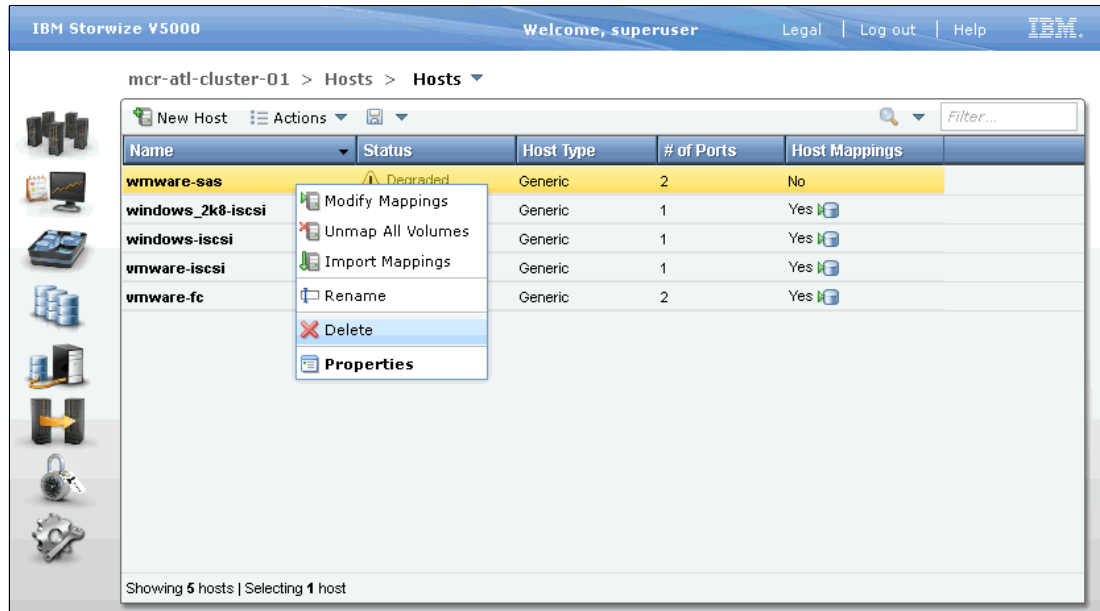 IBM Storwize V5000 Welcome, superuser Legal | Log out | Help IBM.
mcr-atl-cluster-01 > Hosts > Hosts
New Host Actions Filter...
Name Status Host Type # of Ports Host Mappings
wmware-sas Degraded Generic 2 No
windows_2k8-iscsi Generic 1 Yes
windows-iscsi Generic 1 Yes
vmware-iscsi Generic 1 Yes
vmware-fc Generic 2 Yes
Modify Mappings
Unmap All Volumes
Import Mappings
Rename
Delete
Properties
Showing 5 hosts | Selecting 1 host